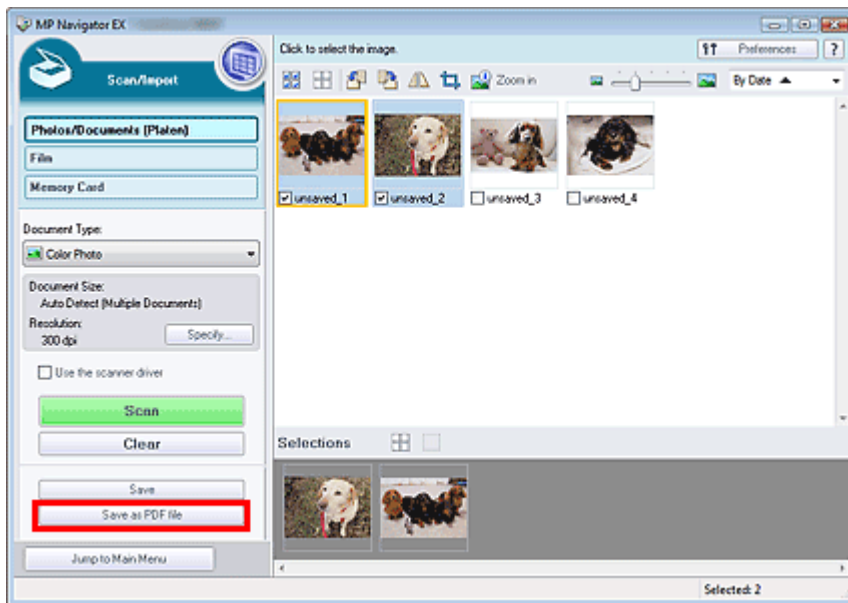 MP Navigator EX
Scan/Import
Photos/Documents (Platen)
Film
Memory Card
Document Type:
Color Photo
Document Size:
Auto Detect (Multiple Documents)
Resolution:
300 dpi
Specify...
Use the scanner driver
Scan
Clear
Save
Save as PDF file
Jump to Main Menu
Click to select the image.
Preferences
?
Zoom in
By Date
unsaved_1
unsaved_2
unsaved_3
unsaved_4
Selections
Selected: 2